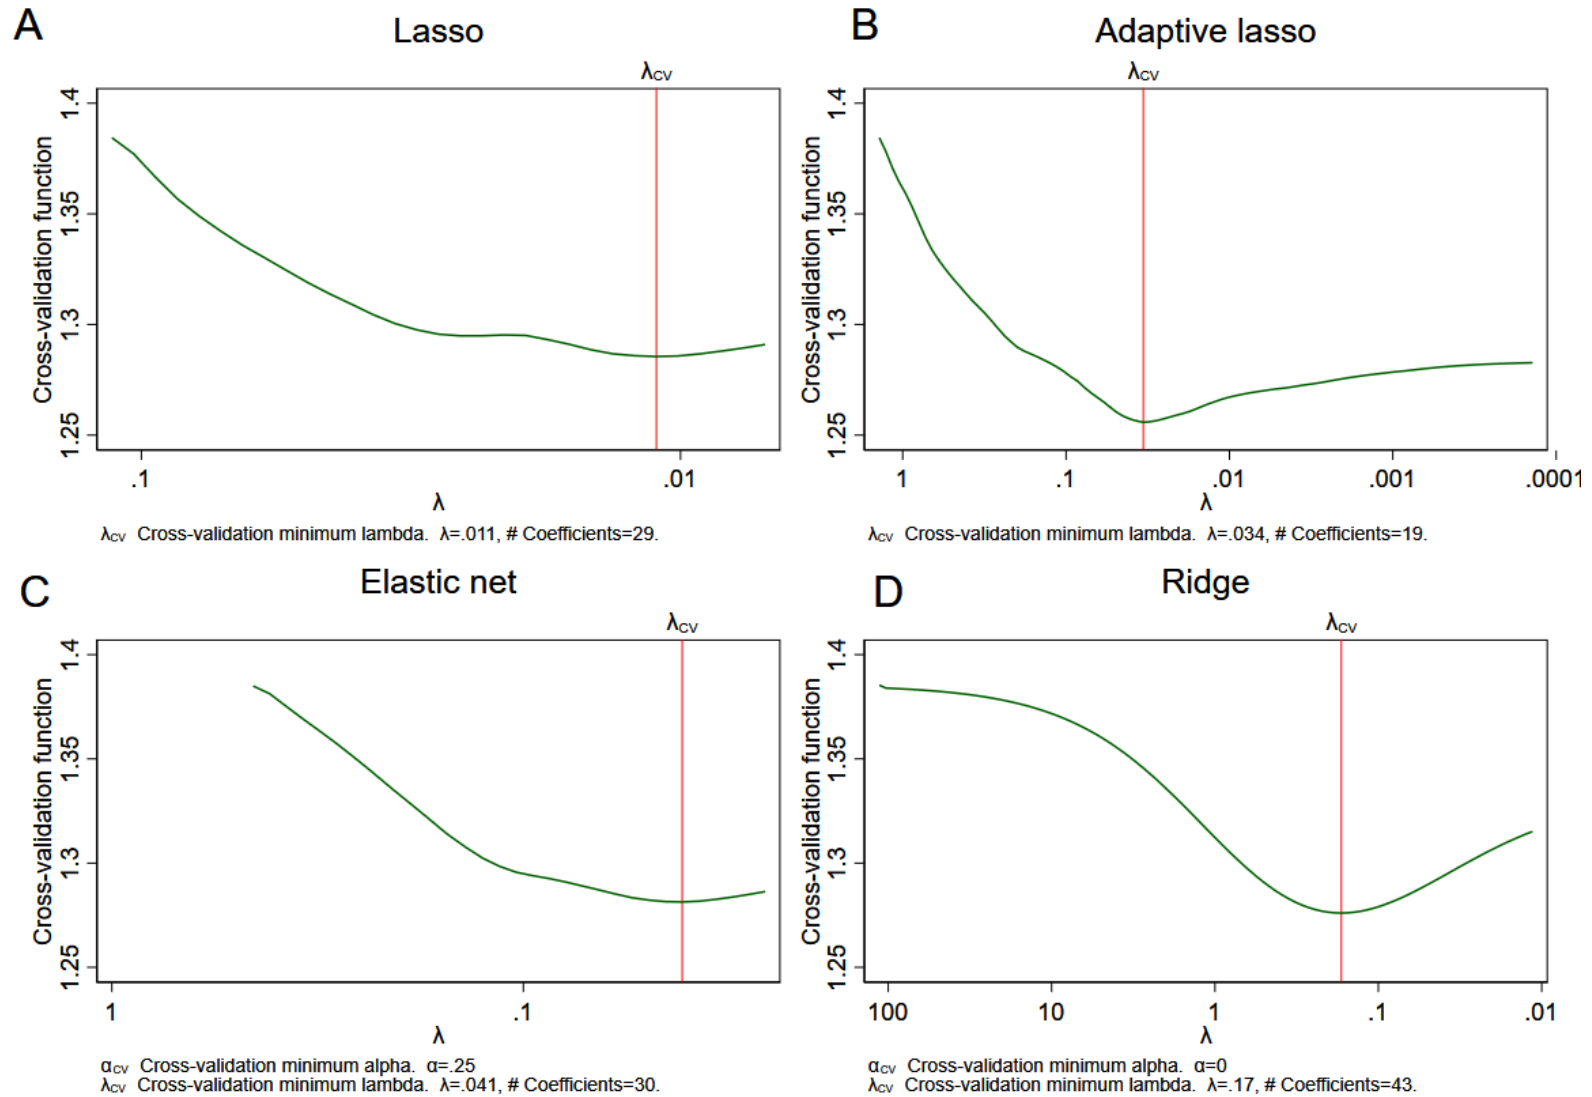 A
Lasso
λCV
Cross-validation function
1.4
1.35
1.3
1.25
.1
.01
λ
λCV Cross-validation minimum lambda. λ=.011, # Coefficients=29.
B
Adaptive lasso
λCV
Cross-validation function
1.4
1.35
1.3
1.25
1
.1
.01
.001
.0001
λ
λCV Cross-validation minimum lambda. λ=.034, # Coefficients=19.
C
Elastic net
λCV
Cross-validation function
1.4
1.35
1.3
1.25
1
.1
λ
αCV Cross-validation minimum alpha. α=.25
λCV Cross-validation minimum lambda. λ=.041, # Coefficients=30.
D
Ridge
λCV
Cross-validation function
1.4
1.35
1.3
1.25
100
10
1
.1
.01
λ
αCV Cross-validation minimum alpha. α=0
λCV Cross-validation minimum lambda. λ=.17, # Coefficients=43.